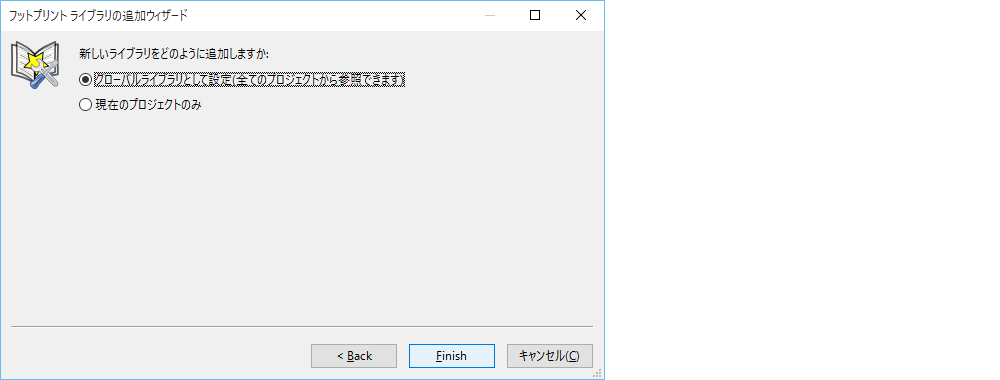 フットプリント ライブラリの追加ウィザード
新しいライブラリをどのように追加しますか:
グローバルライブラリとして設定(全てのプロジェクトから参照できます)
現在のプロジェクトのみ
< Back Finish キャンセル(C)